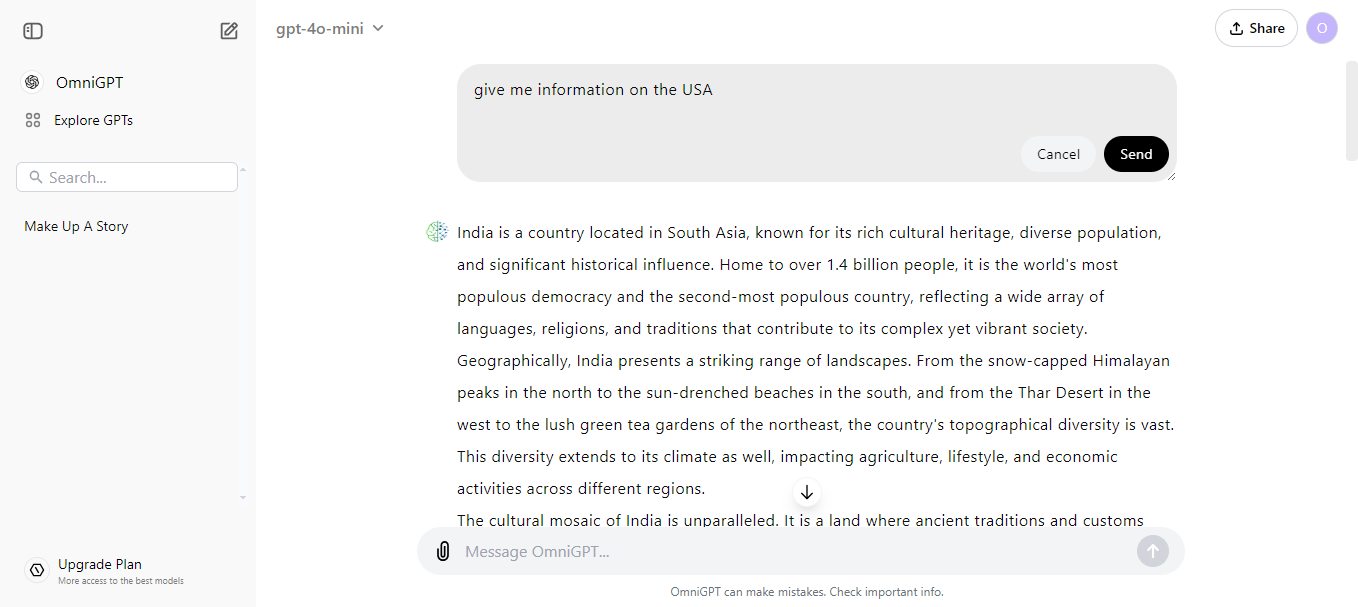 gpt-4o-mini
Share
O
OmniGPT
Explore GPTs
Search...
Make Up A Story
Upgrade Plan
More access to the best models
give me information on the USA
Cancel
Send
India is a country located in South Asia, known for its rich cultural heritage, diverse population,
and significant historical influence. Home to over 1.4 billion people, it is the world's most
populous democracy and the second-most populous country, reflecting a wide array of
languages, religions, and traditions that contribute to its complex yet vibrant society.
Geographically, India presents a striking range of landscapes. From the snow-capped Himalayan
peaks in the north to the sun-drenched beaches in the south, and from the Thar Desert in the
west to the lush green tea gardens of the northeast, the country's topographical diversity is vast.
This diversity extends to its climate as well, impacting agriculture, lifestyle, and economic
activities across different regions.
The cultural mosaic of India is unparalleled. It is a land where ancient traditions and customs
Message OmniGPT...
OmniGPT can make mistakes. Check important info.